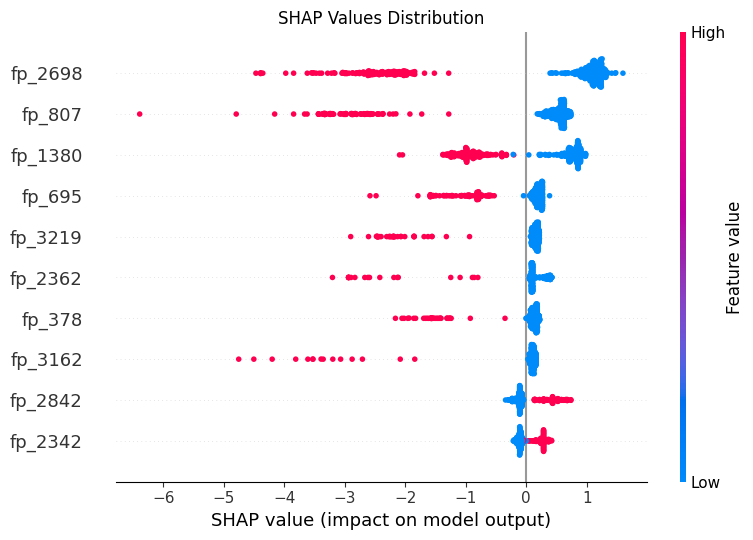 SHAP Values Distribution
High
fp_2698
fp_807
fp_1380
fp_695
fp_3219
fp_2362
fp_378
fp_3162
fp_2842
fp_2342
Feature value
Low
−6 −5 −4 −3 −2 −1 0 1
SHAP value (impact on model output)